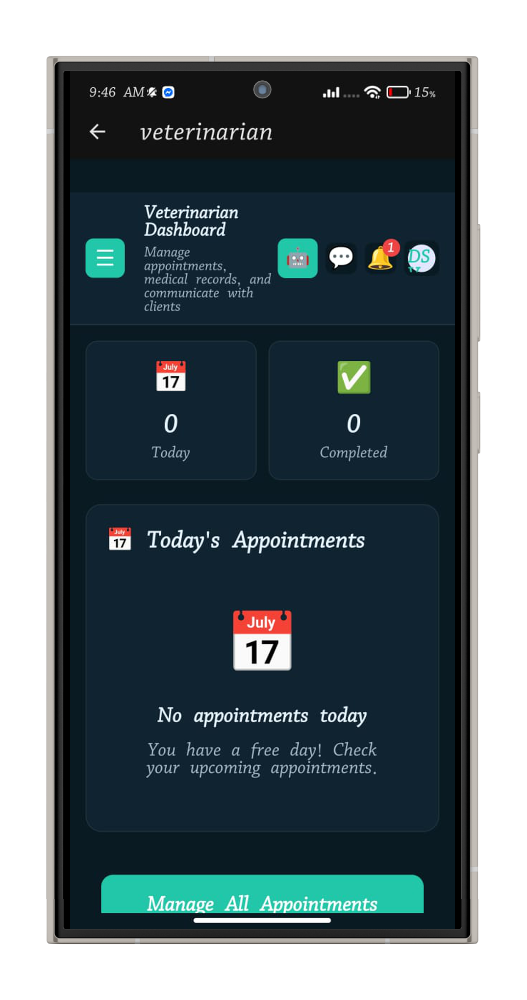 9:46 AM
15%
veterinarian
Veterinarian
Dashboard
Manage
appointments,
medical records, and
communicate with
clients
1
DS
July
17
0
Today
0
Completed
July
17
Today's Appointments
July
17
No appointments today
You have a free day! Check
your upcoming appointments.
Manage All Appointments